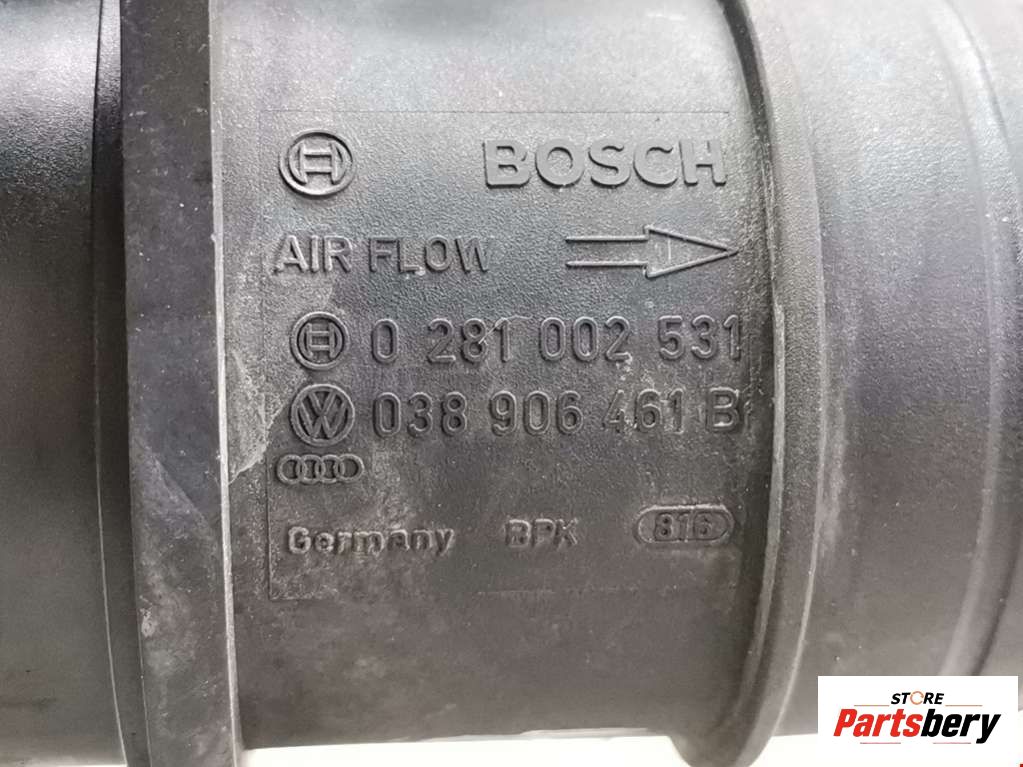 BOSCH
AIR FLOW
0 281 002 531
038 906 461 B
Germany BPK 816
STORE
Partsbery